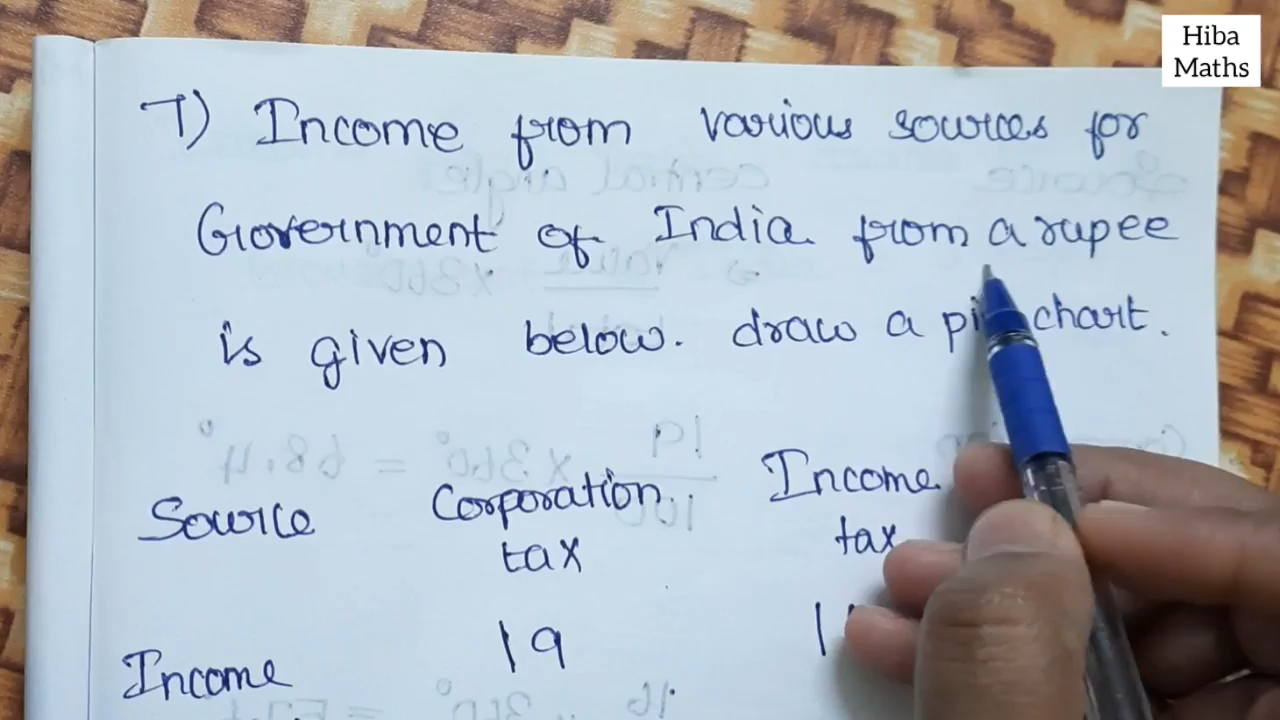 Hiba
Maths
7) Income from various sources for
Government of India from a rupee
is given below. draw a pie chart.
Source Corporation tax Income tax
Income 19